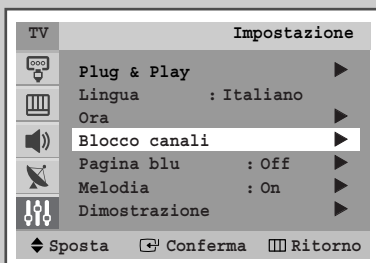 TV Impostazione
Plug & Play
Lingua : Italiano
Ora
Blocco canali
Pagina blu : Off
Melodia : On
Dimostrazione
Sposta Conferma Ritorno